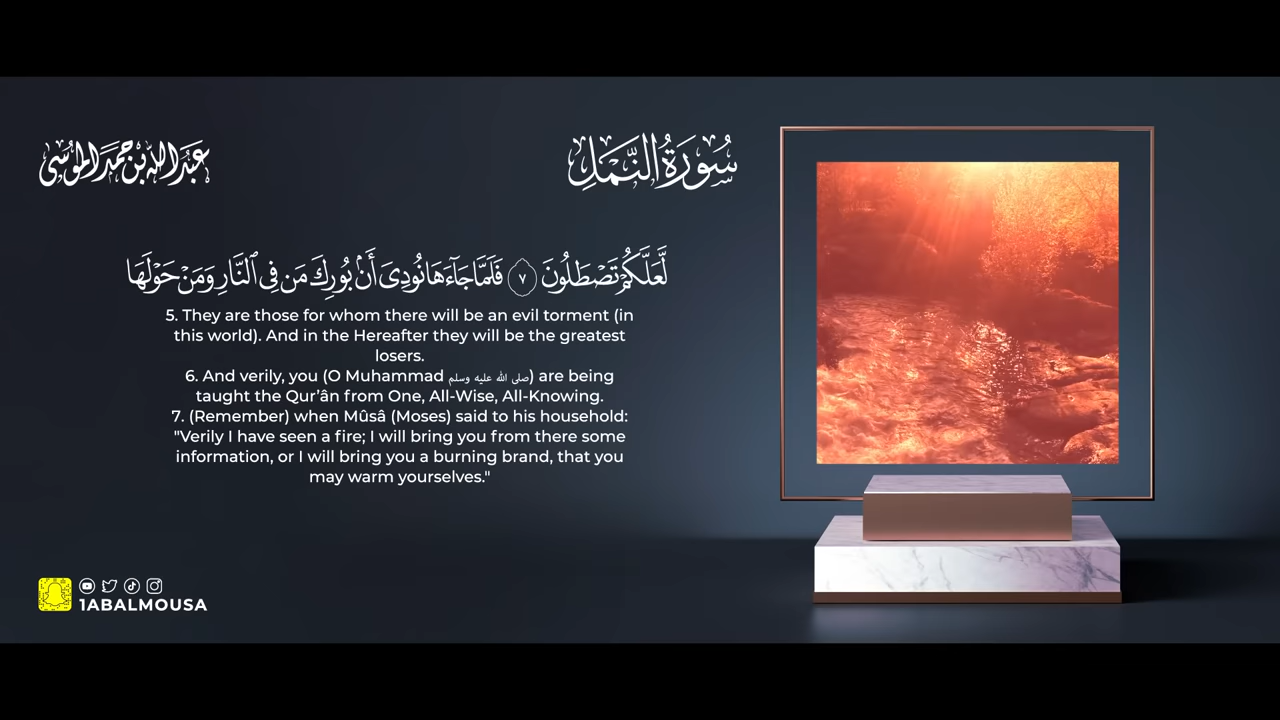 عبدالله بن حمد الموسى
سُورَةُ النَّمْلِ
لَّعَلَّكُمْ تَصْطَلُونَ ٧ فَلَمَّا جَآءَهَا نُودِىَ أَنۢ بُورِكَ مَن فِى ٱلنَّارِ وَمَنْ حَوْلَهَا
5. They are those for whom there will be an evil torment (in
this world). And in the Hereafter they will be the greatest
losers.
6. And verily, you (O Muhammad صلى الله عليه وسلم) are being
taught the Qur’ân from One, All-Wise, All-Knowing.
7. (Remember) when Mûsâ (Moses) said to his household:
"Verily I have seen a fire; I will bring you from there some
information, or I will bring you a burning brand, that you
may warm yourselves."
1ABALMOUSA